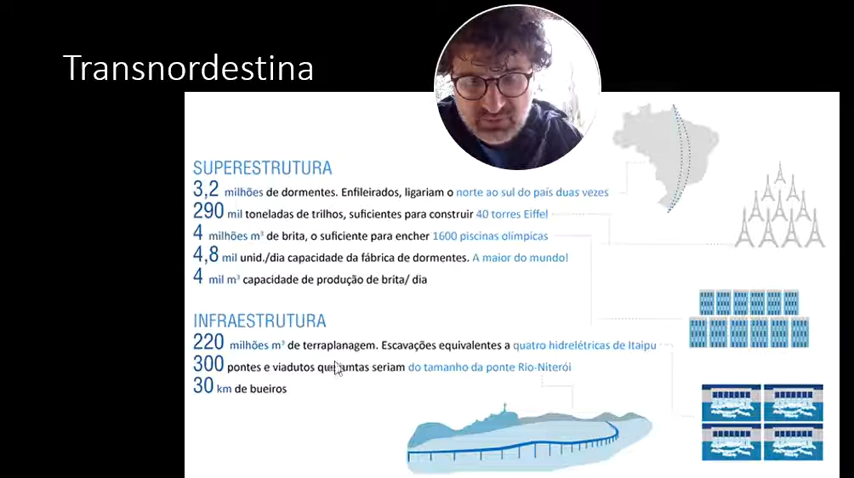 Transnordestina
SUPERESTRUTURA
3,2 milhões de dormentes. Enfileirados, ligariam o norte ao sul do país duas vezes
290 mil toneladas de trilhos, suficientes para construir 40 torres Eiffel
4 milhões m³ de brita, o suficiente para encher 1600 piscinas olímpicas
4,8 mil unid./dia capacidade da fábrica de dormentes. A maior do mundo!
4 mil m³ capacidade de produção de brita/ dia
INFRAESTRUTURA
220 milhões m³ de terraplanagem. Escavações equivalentes a quatro hidrelétricas de Itaipu
300 pontes e viadutos que juntas seriam do tamanho da ponte Rio-Niterói
30 km de bueiros